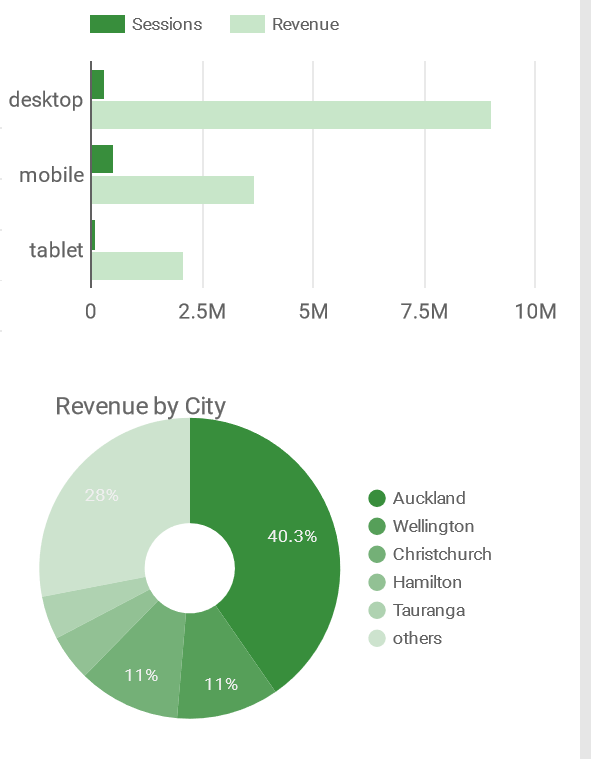 Sessions Revenue
desktop
mobile
tablet
0 2.5M 5M 7.5M 10M
Revenue by City
28%
40.3%
11%
11%
Auckland
Wellington
Christchurch
Hamilton
Tauranga
others